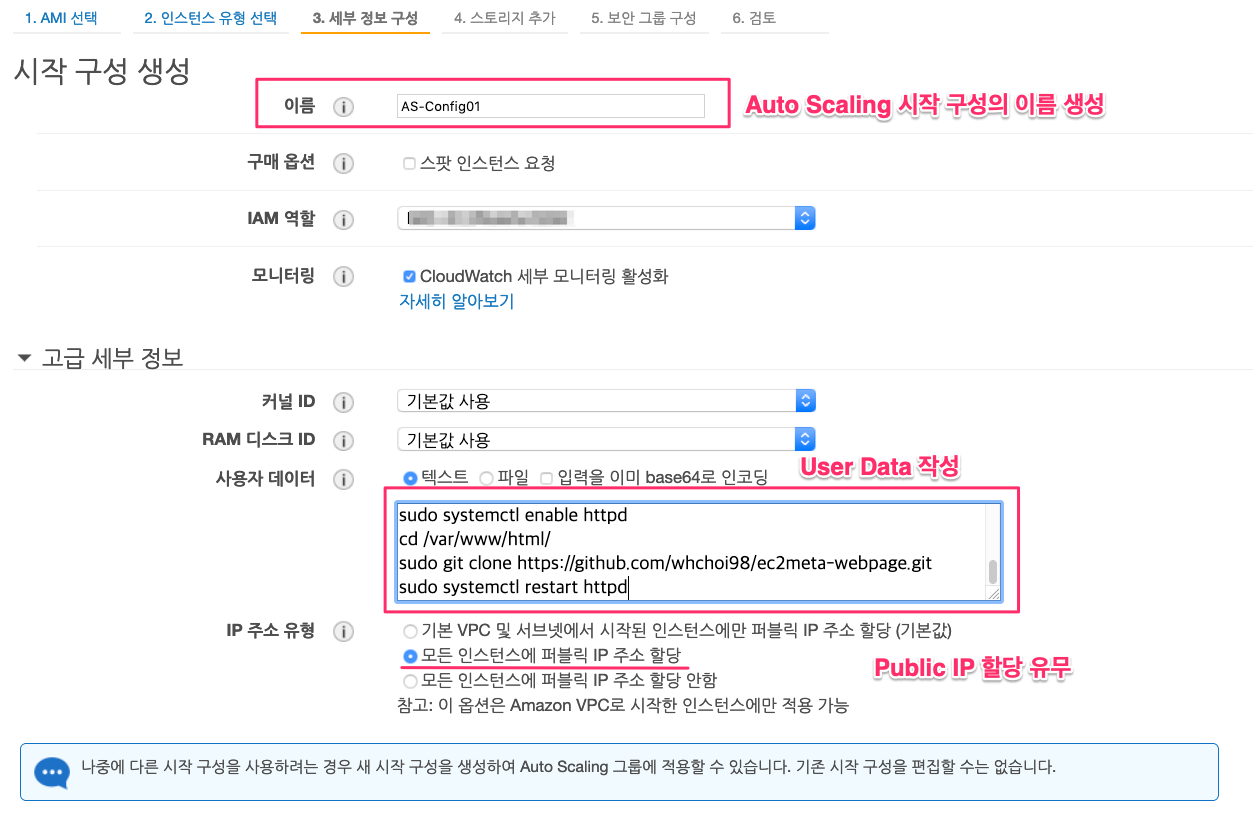 1. AMI 선택 2. 인스턴스 유형 선택 3. 세부 정보 구성 4. 스토리지 추가 5. 보안 그룹 구성 6. 검토
시작 구성 생성
이름 i AS-Config01 Auto Scaling 시작 구성의 이름 생성
구매 옵션 i 스팟 인스턴스 요청
IAM 역할 i
모니터링 i CloudWatch 세부 모니터링 활성화
자세히 알아보기
고급 세부 정보
커널 ID i 기본값 사용
RAM 디스크 ID i 기본값 사용
User Data 작성
사용자 데이터 i 텍스트 파일 입력을 이미 base64로 인코딩
sudo systemctl enable httpd
cd /var/www/html/
sudo git clone https://github.com/whchoi98/ec2meta-webpage.git
sudo systemctl restart httpd
IP 주소 유형 i 기본 VPC 및 서브넷에서 시작된 인스턴스에만 퍼블릭 IP 주소 할당 (기본값)
모든 인스턴스에 퍼블릭 IP 주소 할당
Public IP 할당 유무
모든 인스턴스에 퍼블릭 IP 주소 할당 안함
참고: 이 옵션은 Amazon VPC로 시작한 인스턴스에만 적용 가능
나중에 다른 시작 구성을 사용하려는 경우 새 시작 구성을 생성하여 Auto Scaling 그룹에 적용할 수 있습니다. 기존 시작 구성을 편집할 수는 없습니다.